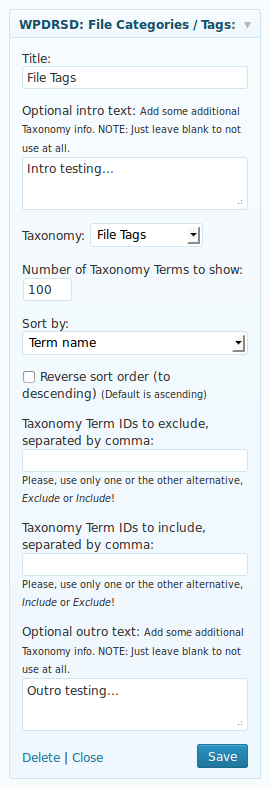 WPDRSD: File Categories / Tags:
Title:
File Tags
Optional intro text: Add some additional
Taxonomy info. NOTE: Just leave blank to not
use at all.
Intro testing...
Taxonomy: File Tags
Number of Taxonomy Terms to show:
100
Sort by:
Term name
Reverse sort order (to
descending) (Default is ascending)
Taxonomy Term IDs to exclude,
separated by comma:
Please, use only one or the other alternative,
Exclude or Include!
Taxonomy Term IDs to include,
separated by comma:
Please, use only one or the other alternative,
Include or Exclude!
Optional outro text: Add some additional
Taxonomy info. NOTE: Just leave blank to not
use at all.
Outro testing...
Delete | Close Save